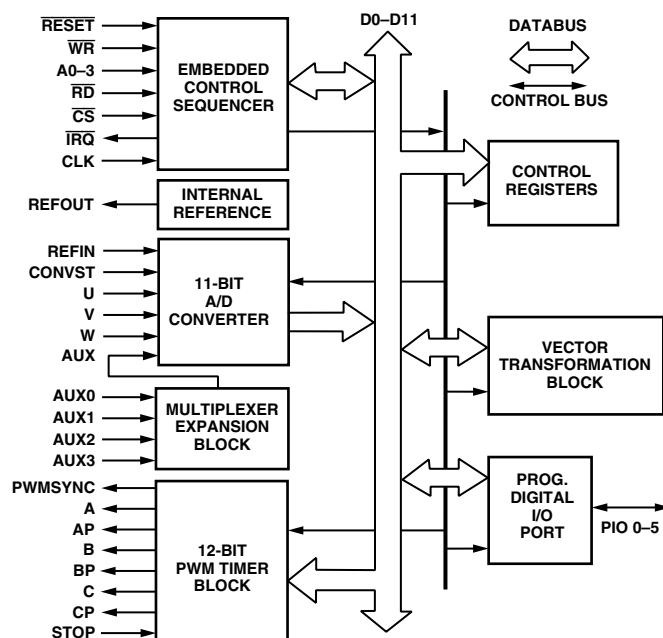 RESET
WR
A0–3
RD
CS
IRQ
CLK
EMBEDDED
CONTROL
SEQUENCER
D0–D11
DATABUS
CONTROL BUS
REFOUT
INTERNAL
REFERENCE
CONTROL
REGISTERS
REFIN
CONVST
U
V
W
AUX
11-BIT
A/D
CONVERTER
VECTOR
TRANSFORMATION
BLOCK
AUX0
AUX1
AUX2
AUX3
MULTIPLEXER
EXPANSION
BLOCK
PWMSYNC
A
AP
B
BP
C
CP
STOP
12-BIT
PWM TIMER
BLOCK
PROG.
DIGITAL
I/O
PORT
PIO 0–5